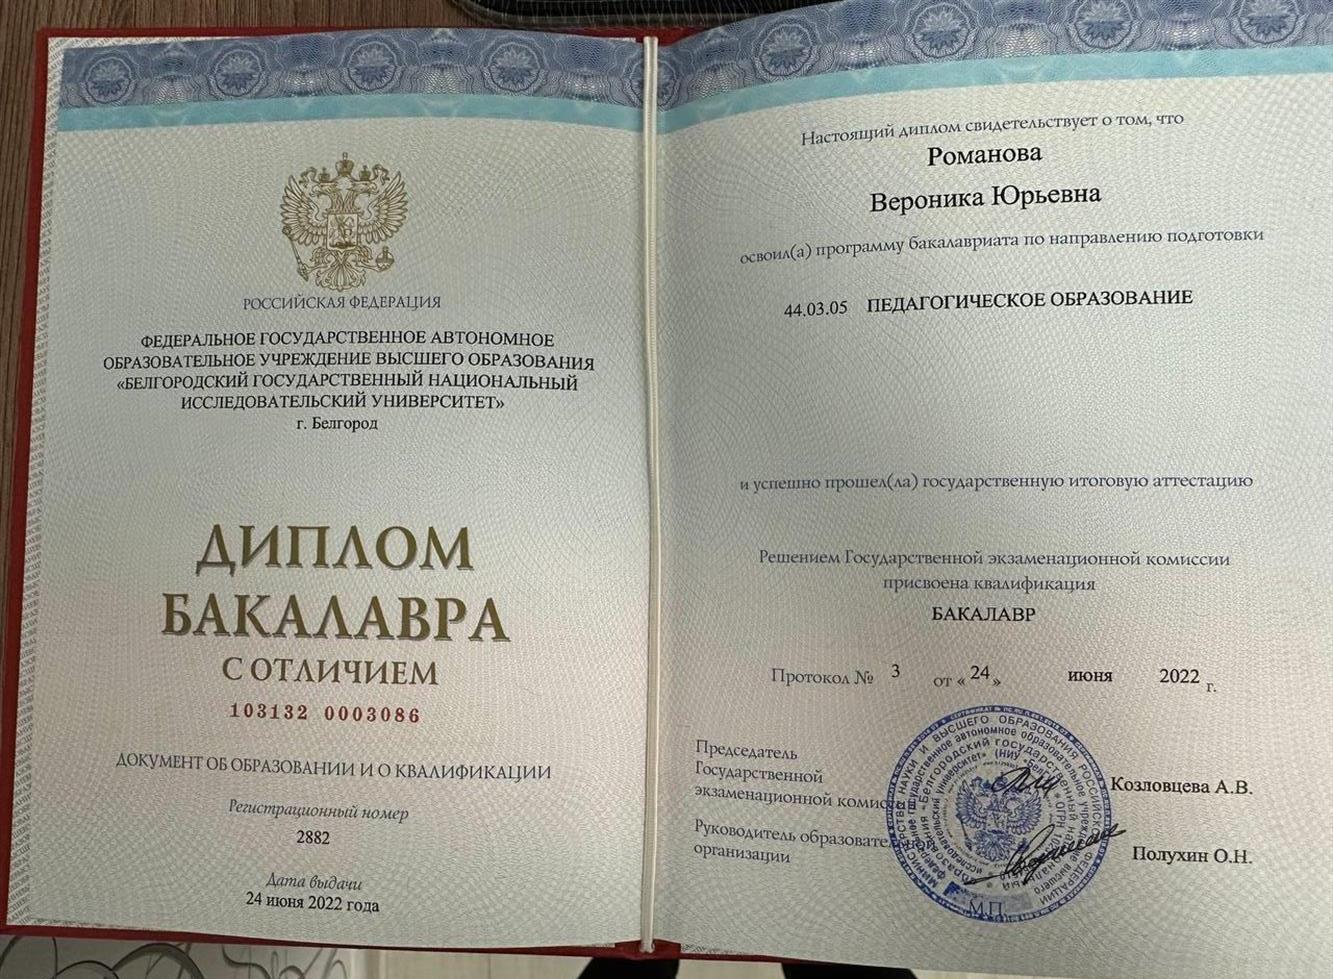 РОССИЙСКАЯ ФЕДЕРАЦИЯ
ФЕДЕРАЛЬНОЕ ГОСУДАРСТВЕННОЕ АВТОНОМНОЕ
ОБРАЗОВАТЕЛЬНОЕ УЧРЕЖДЕНИЕ ВЫСШЕГО ОБРАЗОВАНИЯ
«БЕЛГОРОДСКИЙ ГОСУДАРСТВЕННЫЙ НАЦИОНАЛЬНЫЙ
ИССЛЕДОВАТЕЛЬСКИЙ УНИВЕРСИТЕТ»
г. Белгород
ДИПЛОМ
БАКАЛАВРА
С ОТЛИЧИЕМ
103132 0003086
ДОКУМЕНТ ОБ ОБРАЗОВАНИИ И О КВАЛИФИКАЦИИ
Регистрационный номер
2882
Дата выдачи
24 июня 2022 года
Настоящий диплом свидетельствует о том, что
Романова
Вероника Юрьевна
освоил(а) программу бакалавриата по направлению подготовки
44.03.05 ПЕДАГОГИЧЕСКОЕ ОБРАЗОВАНИЕ
и успешно прошел(ла) государственную итоговую аттестацию
Решением Государственной экзаменационной комиссии
присвоена квалификация
БАКАЛАВР
Протокол № 3 от « 24 » июня 2022 г.
Председатель
Государственной
экзаменационной комиссии Козловцева А.В.
Руководитель образовательной
организации Полухин О.Н.
М.П.